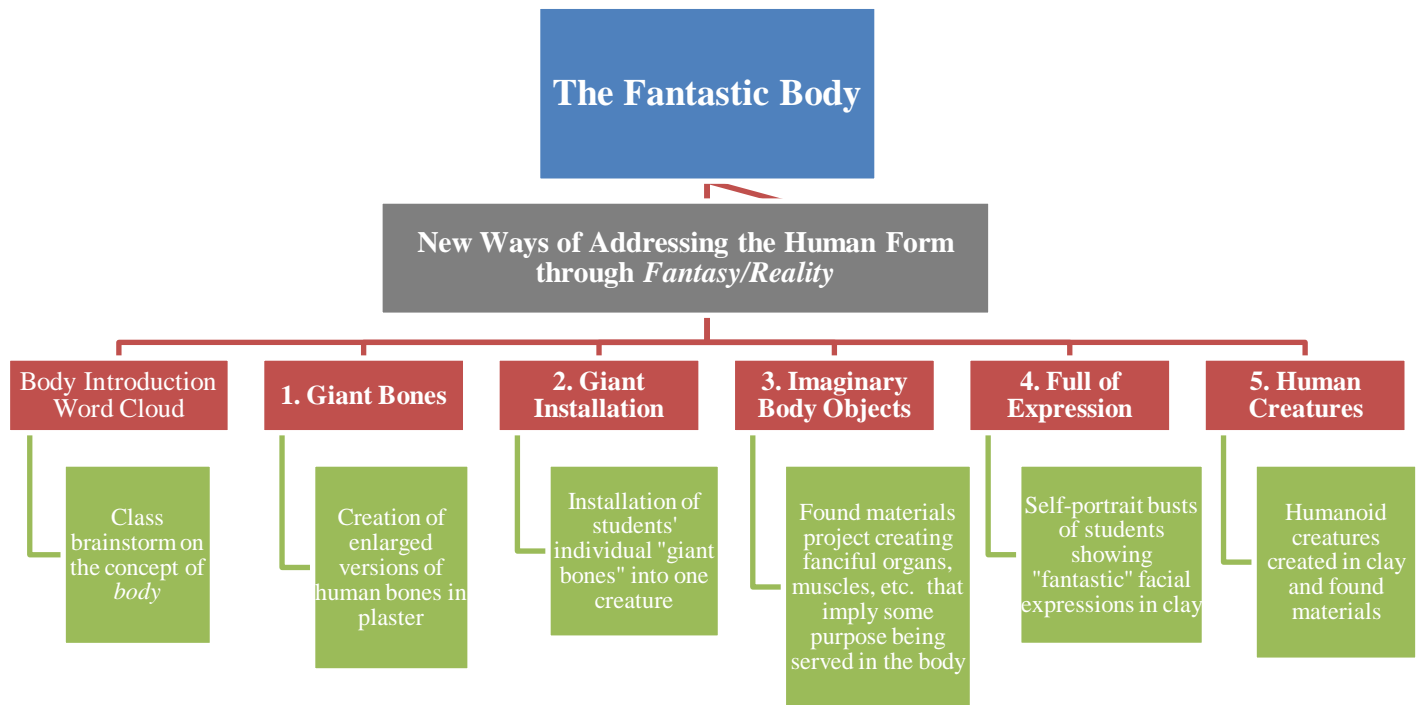 The Fantastic Body
New Ways of Addressing the Human Form
through Fantasy/Reality
Body Introduction
Word Cloud
Class
brainstorm on
the concept of
body
1. Giant Bones
Creation of
enlarged
versions of
human bones in
plaster
2. Giant
Installation
Installation of
students'
individual "giant
bones" into one
creature
3. Imaginary
Body Objects
Found materials
project creating
fanciful organs,
muscles, etc. that
imply some
purpose being
served in the body
4. Full of
Expression
Self-portrait busts
of students
showing
"fantastic" facial
expressions in clay
5. Human
Creatures
Humanoid
creatures
created in clay
and found
materials